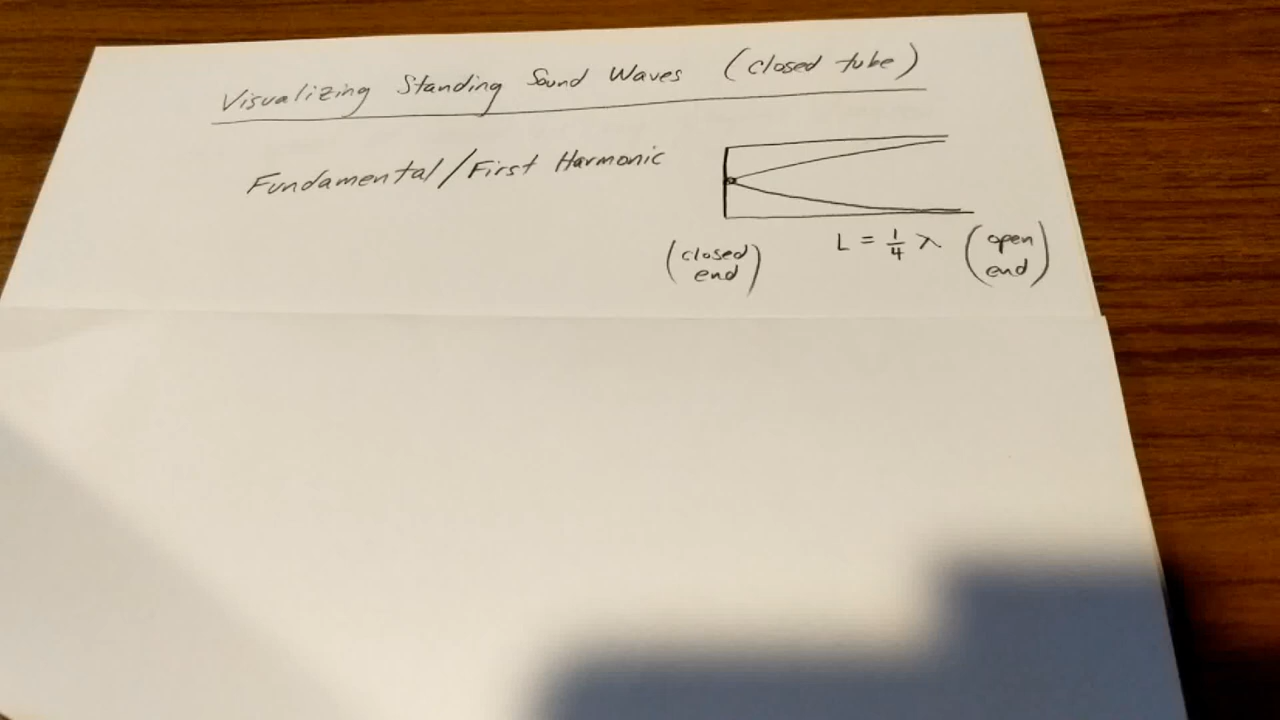 Visualizing Standing Sound Waves (closed tube)
Fundamental/First Harmonic
L = 1/4 λ
(closed end)
(open end)